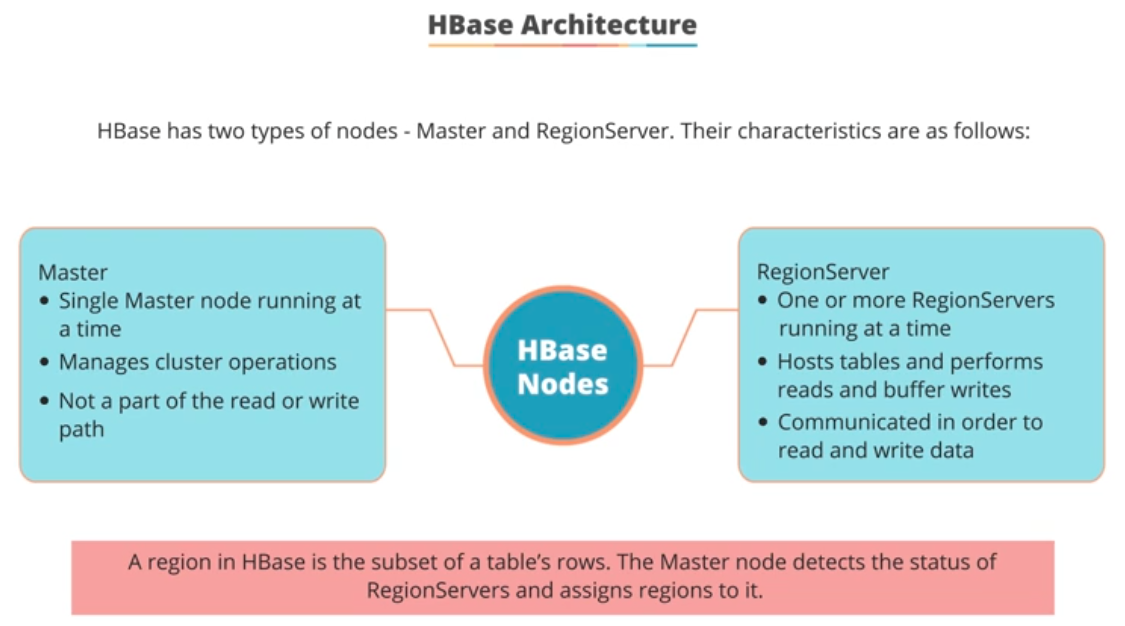 HBase Architecture
HBase has two types of nodes - Master and RegionServer. Their characteristics are as follows:
Master
• Single Master node running at
a time
• Manages cluster operations
• Not a part of the read or write
path
HBase
Nodes
RegionServer
• One or more RegionServers
running at a time
• Hosts tables and performs
reads and buffer writes
• Communicated in order to
read and write data
A region in HBase is the subset of a table's rows. The Master node detects the status of
RegionServers and assigns regions to it.